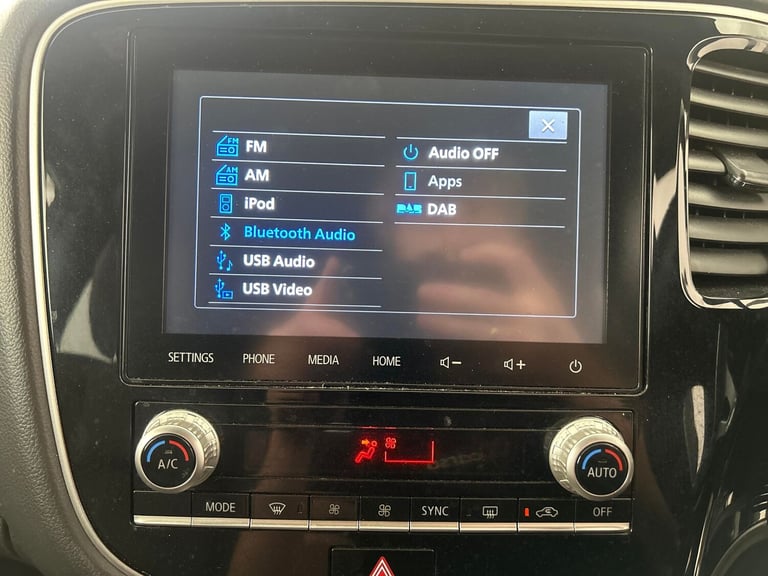 FM
AM
iPod
Bluetooth Audio
USB Audio
USB Video
Audio OFF
Apps
DAB
SETTINGS PHONE MEDIA HOME
A/C
AUTO
MODE SYNC OFF